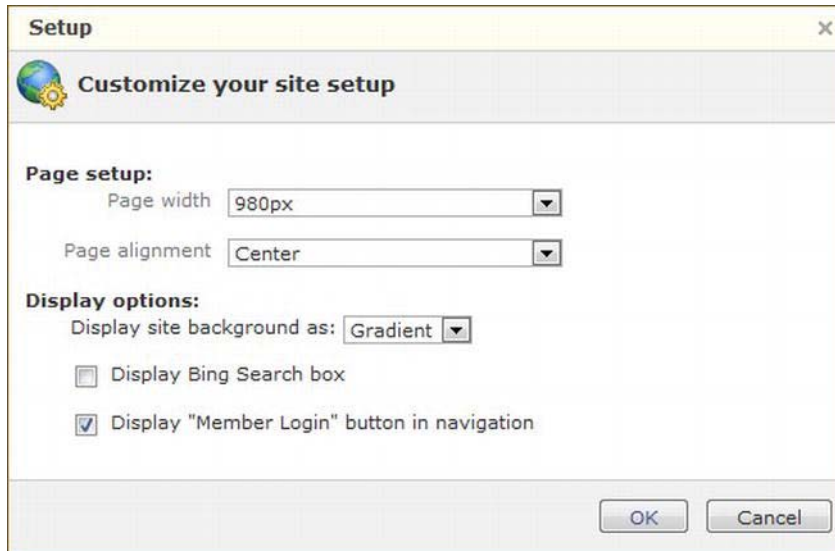 Setup
Customize your site setup
Page setup:
Page width 980px
Page alignment Center
Display options:
Display site background as: Gradient
Display Bing Search box
Display "Member Login" button in navigation
OK Cancel